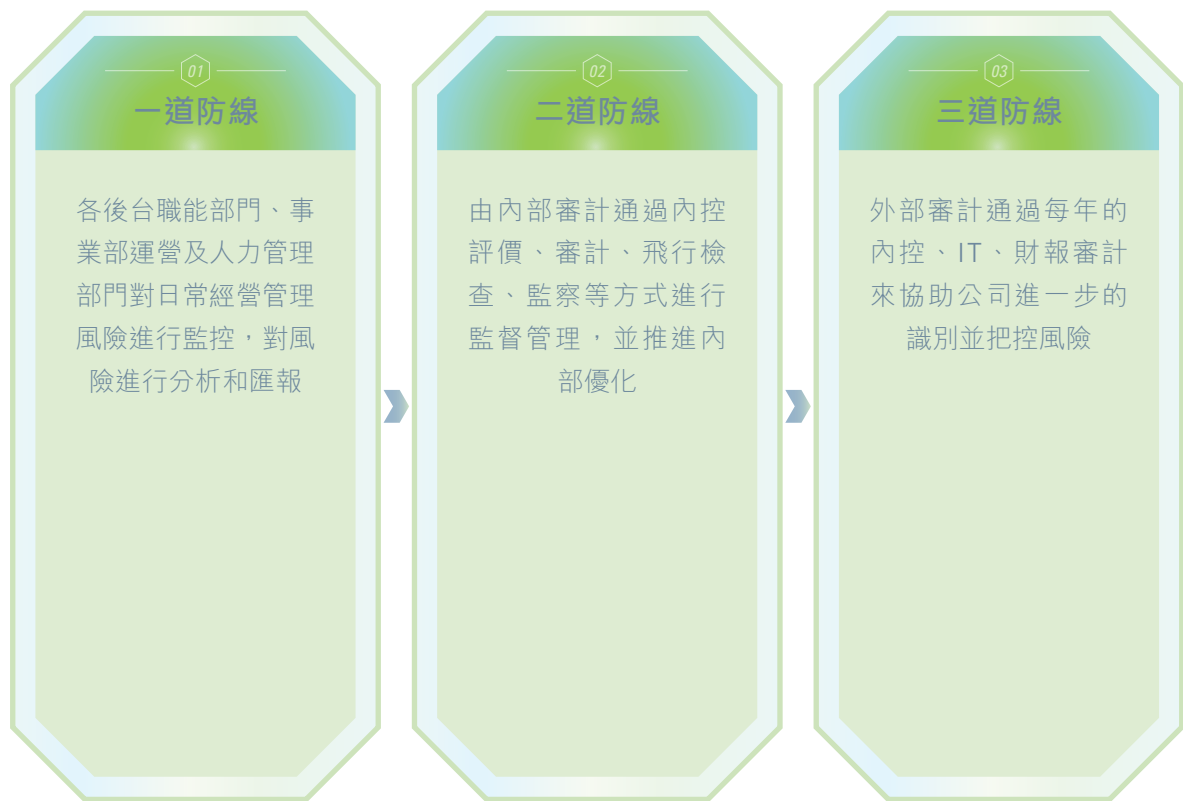 01
一道防線
各後台職能部門、事
業部運營及人力管理
部門對日常經營管理
風險進行監控，對風
險進行分析和匯報
02
二道防線
由內部審計通過內控
評價、審計、飛行檢
查、監察等方式進行
監督管理，並推進內
部優化
03
三道防線
外部審計通過每年的
內控、IT、財報審計
來協助公司進一步的
識別並把控風險